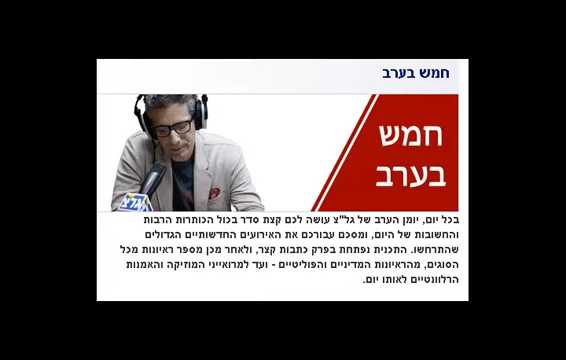 חמש בערב
חמש
בערב
גלצ
בכל יום, יומן הערב של גל"צ עושה לכם קצת סדר בכול הכותרות הרבות
והחשובות של היום, ומסכם עבורכם את האירועים החדשותיים הגדולים
שהתרחשו. התכנית נפתחת בפרק כתבות קצר, ולאחר מכן מספר ראיונות מכל
הסוגים, מהראיונות המדיניים והפוליטיים - ועד למרואייני המוזיקה והאמנות
הרלוונטיים לאותו יום.